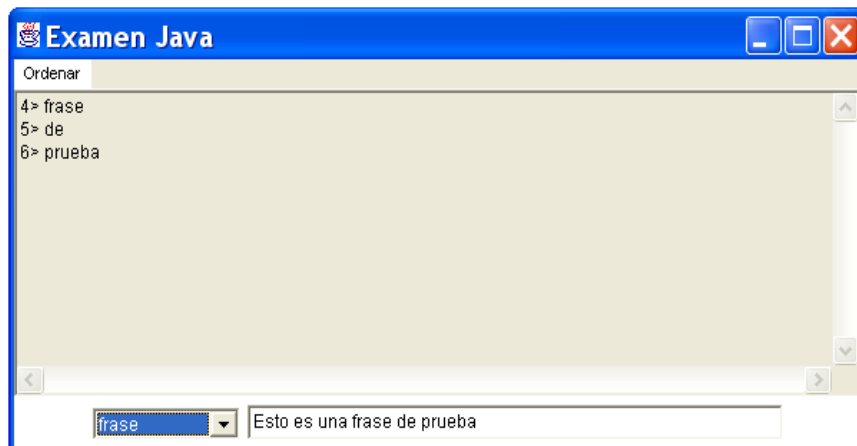 Examen Java
Ordenar
4> frase
5> de
6> prueba
frase Esto es una frase de prueba